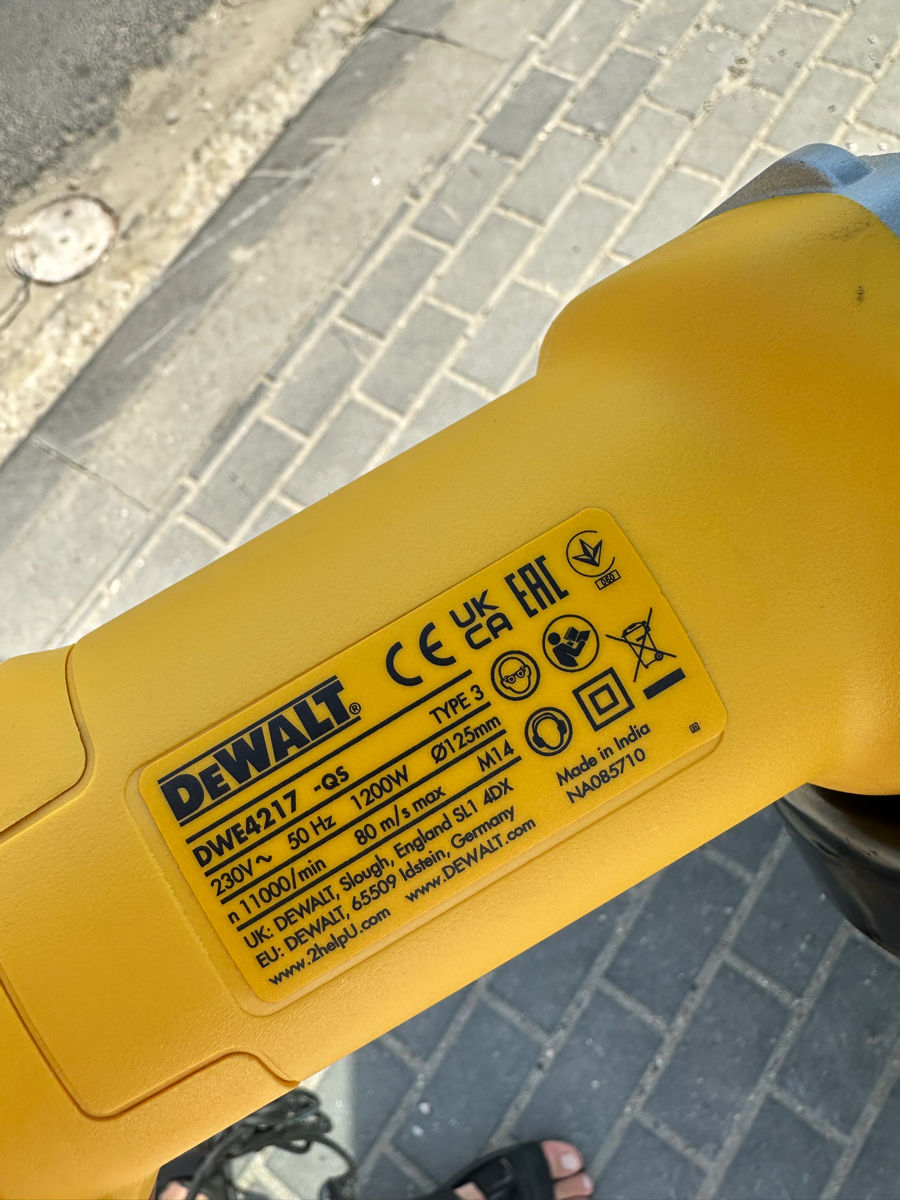 DEWALT®
CE UK CA EAC
060
DWE4217 -QS TYPE 3
230V~ 50 Hz 1200W Ø125mm
n 11000/min 80 m/s max M14
UK: DEWALT, Slough, England SL1 4DX
EU: DEWALT, 65509 Idstein, Germany
www.2helpU.com www.DEWALT.com
Made in India
NA085710